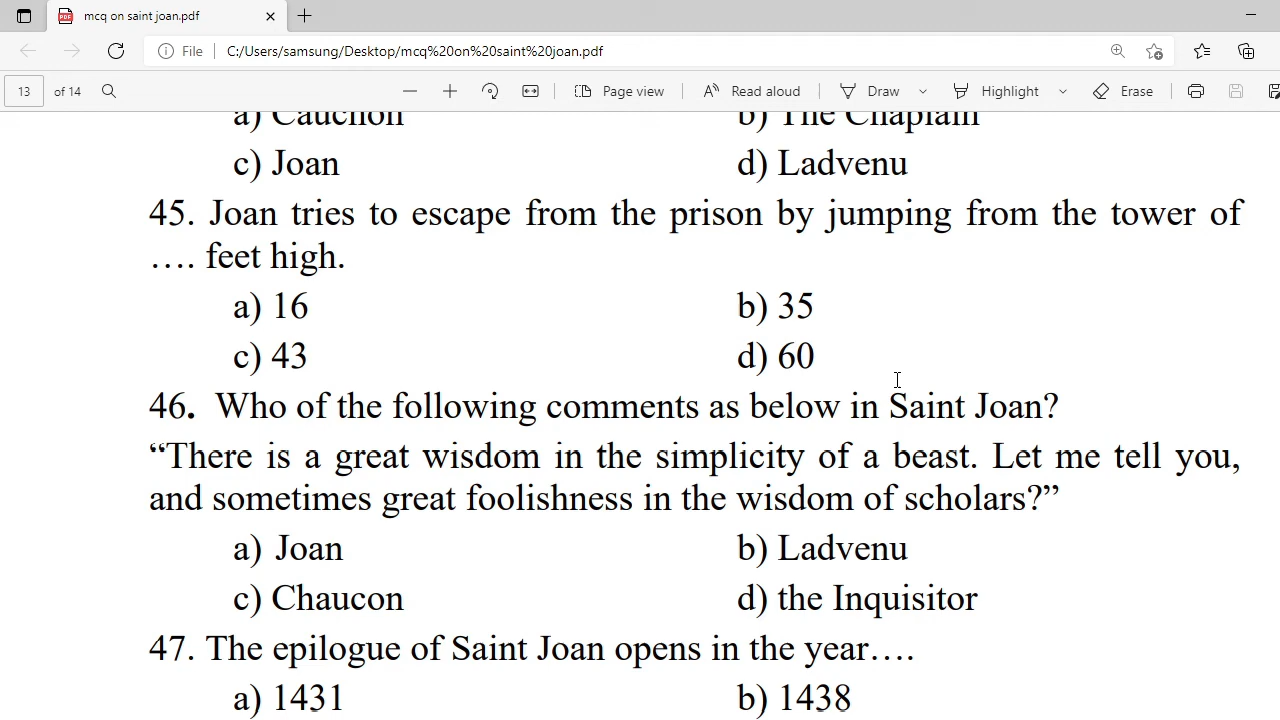 mcq on saint joan.pdf
File C:/Users/samsung/Desktop/mcq%20on%20saint%20joan.pdf
13 of 14 Page view Read aloud Draw Highlight Erase
a) Cauchon b) The Chaplain
c) Joan d) Ladvenu
45. Joan tries to escape from the prison by jumping from the tower of
…. feet high.
a) 16 b) 35
c) 43 d) 60
46. Who of the following comments as below in Saint Joan?
“There is a great wisdom in the simplicity of a beast. Let me tell you,
and sometimes great foolishness in the wisdom of scholars?”
a) Joan b) Ladvenu
c) Chaucon d) the Inquisitor
47. The epilogue of Saint Joan opens in the year….
a) 1431 b) 1438